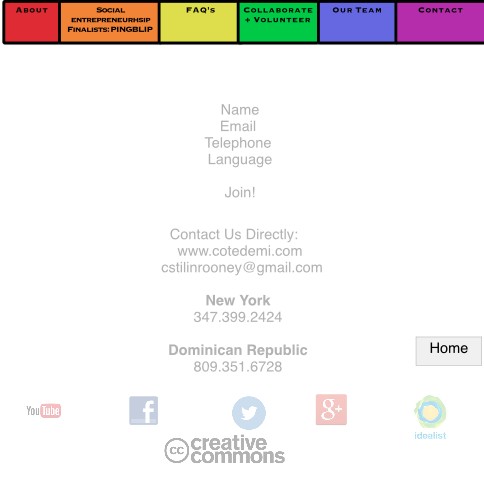 About
Social
entrepreneurhsip
Finalists: PINGBLIP
FAQ's
Collaborate
+ Volunteer
Our Team
Contact
Name
Email
Telephone
Language
Join!
Contact Us Directly:
www.cotedemi.com
cstilinrooney@gmail.com
New York
347.399.2424
Dominican Republic
809.351.6728
Home
YouTube
f
g+
idealist
cc creative
commons